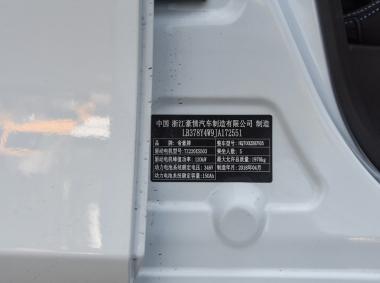 中国 浙江豪情汽车制造有限公司 制造
LB378Y4W9JA172551
品牌：帝豪牌 整车型号：
驱动电机型号：TZ220XS503 乘坐人数：5
驱动电机峰值功率：120kW 最大允许总质量：1970kg
动力电池系统额定电压：346V 制造年月：2018年04月
动力电池系统额定容量：150Ah